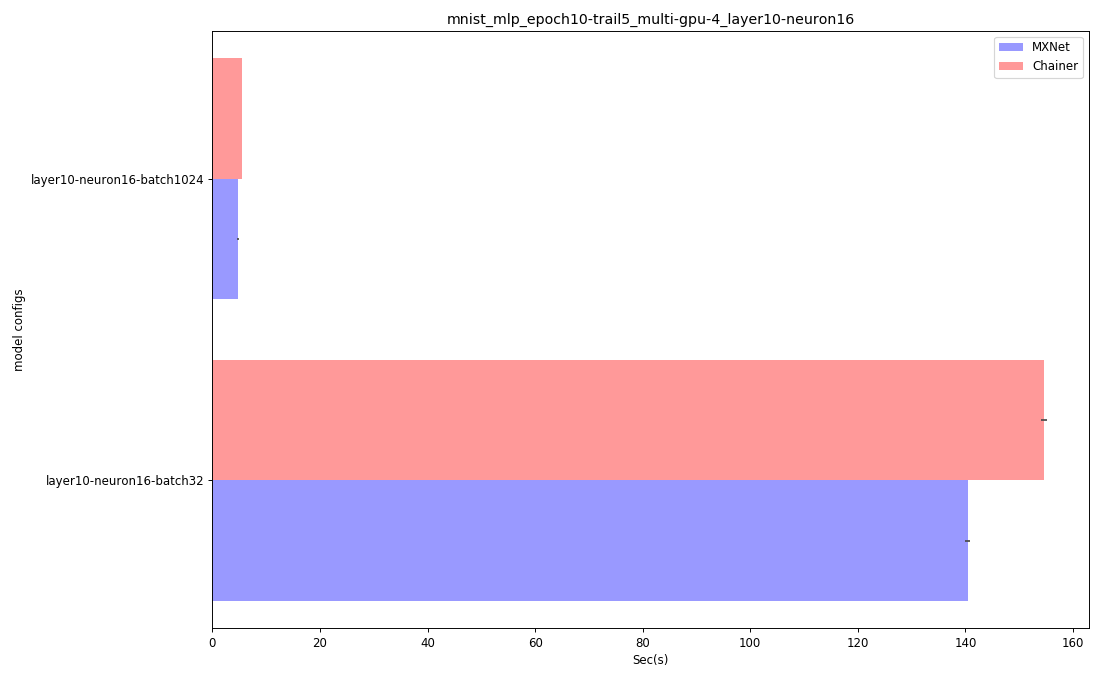 mnist_mlp_epoch10-trail5_multi-gpu-4_layer10-neuron16
MXNet
Chainer
layer10-neuron16-batch1024
model configs
layer10-neuron16-batch32
0 20 40 60 80 100 120 140 160
Sec(s)